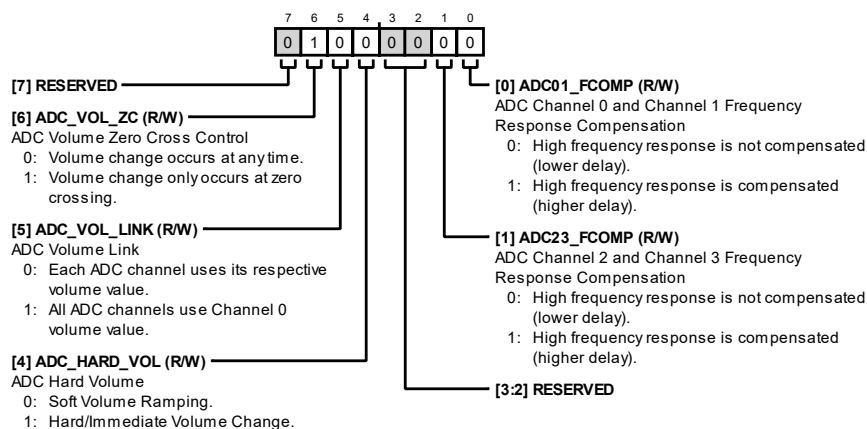 7 6 5 4 3 2 1 0
0 1 0 0 0 0 0 0
[7] RESERVED
[6] ADC_VOL_ZC (R/W)
ADC Volume Zero Cross Control
0: Volume change occurs at any time.
1: Volume change only occurs at zero
crossing.
[5] ADC_VOL_LINK (R/W)
ADC Volume Link
0: Each ADC channel uses its respective
volume value.
1: All ADC channels use Channel 0
volume value.
[4] ADC_HARD_VOL (R/W)
ADC Hard Volume
0: Soft Volume Ramping.
1: Hard/Immediate Volume Change.
[0] ADC01_FCOMP (R/W)
ADC Channel 0 and Channel 1 Frequency
Response Compensation
0: High frequency response is not compensated
(lower delay).
1: High frequency response is compensated
(higher delay).
[1] ADC23_FCOMP (R/W)
ADC Channel 2 and Channel 3 Frequency
Response Compensation
0: High frequency response is not compensated
(lower delay).
1: High frequency response is compensated
(higher delay).
[3:2] RESERVED